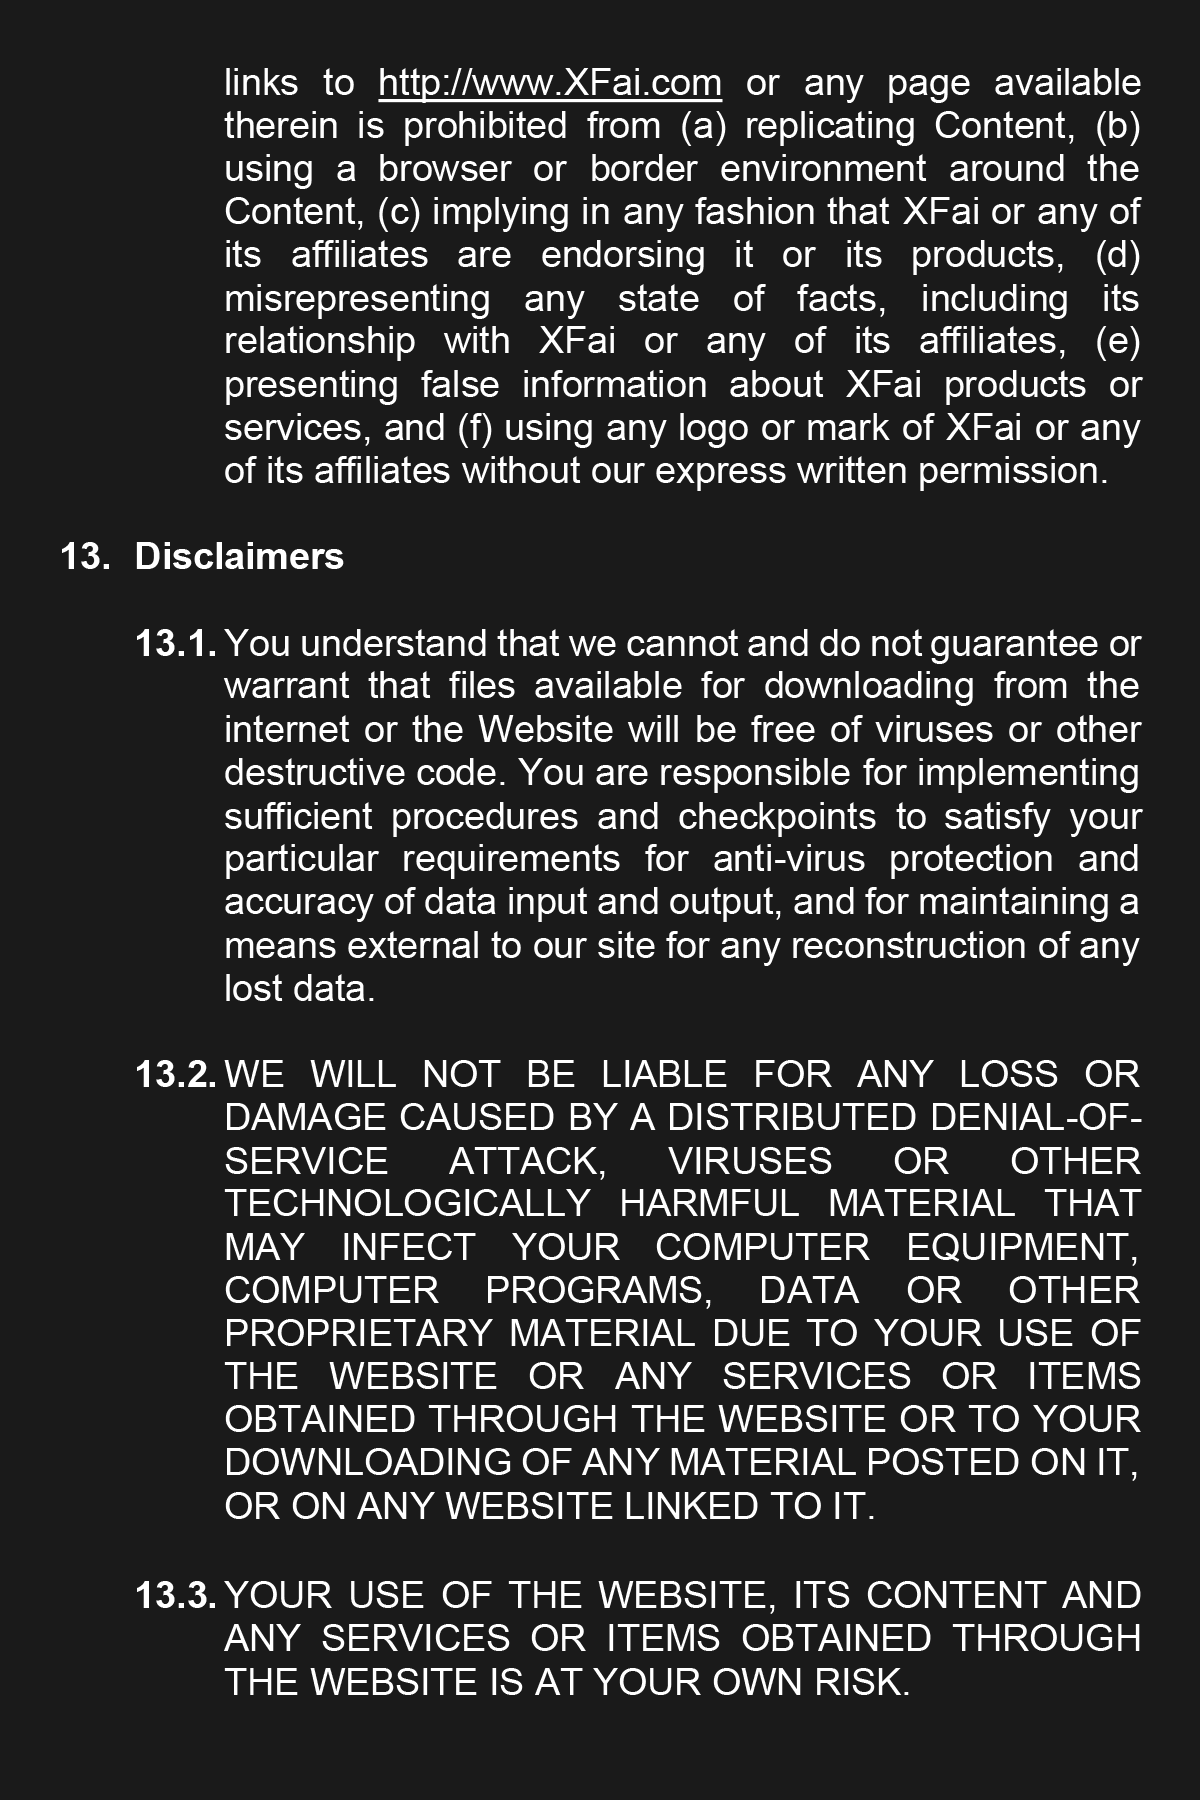 links to http://www.XFai.com or any page available
therein is prohibited from (a) replicating Content, (b)
using a browser or border environment around the
Content, (c) implying in any fashion that XFai or any of
its affiliates are endorsing it or its products, (d)
misrepresenting any state of facts, including its
relationship with XFai or any of its affiliates, (e)
presenting false information about XFai products or
services, and (f) using any logo or mark of XFai or any
of its affiliates without our express written permission.
13. Disclaimers
13.1. You understand that we cannot and do not guarantee or
warrant that files available for downloading from the
internet or the Website will be free of viruses or other
destructive code. You are responsible for implementing
sufficient procedures and checkpoints to satisfy your
particular requirements for anti-virus protection and
accuracy of data input and output, and for maintaining a
means external to our site for any reconstruction of any
lost data.
13.2. WE WILL NOT BE LIABLE FOR ANY LOSS OR
DAMAGE CAUSED BY A DISTRIBUTED DENIAL-OF-
SERVICE ATTACK, VIRUSES OR OTHER
TECHNOLOGICALLY HARMFUL MATERIAL THAT
MAY INFECT YOUR COMPUTER EQUIPMENT,
COMPUTER PROGRAMS, DATA OR OTHER
PROPRIETARY MATERIAL DUE TO YOUR USE OF
THE WEBSITE OR ANY SERVICES OR ITEMS
OBTAINED THROUGH THE WEBSITE OR TO YOUR
DOWNLOADING OF ANY MATERIAL POSTED ON IT,
OR ON ANY WEBSITE LINKED TO IT.
13.3. YOUR USE OF THE WEBSITE, ITS CONTENT AND
ANY SERVICES OR ITEMS OBTAINED THROUGH
THE WEBSITE IS AT YOUR OWN RISK.